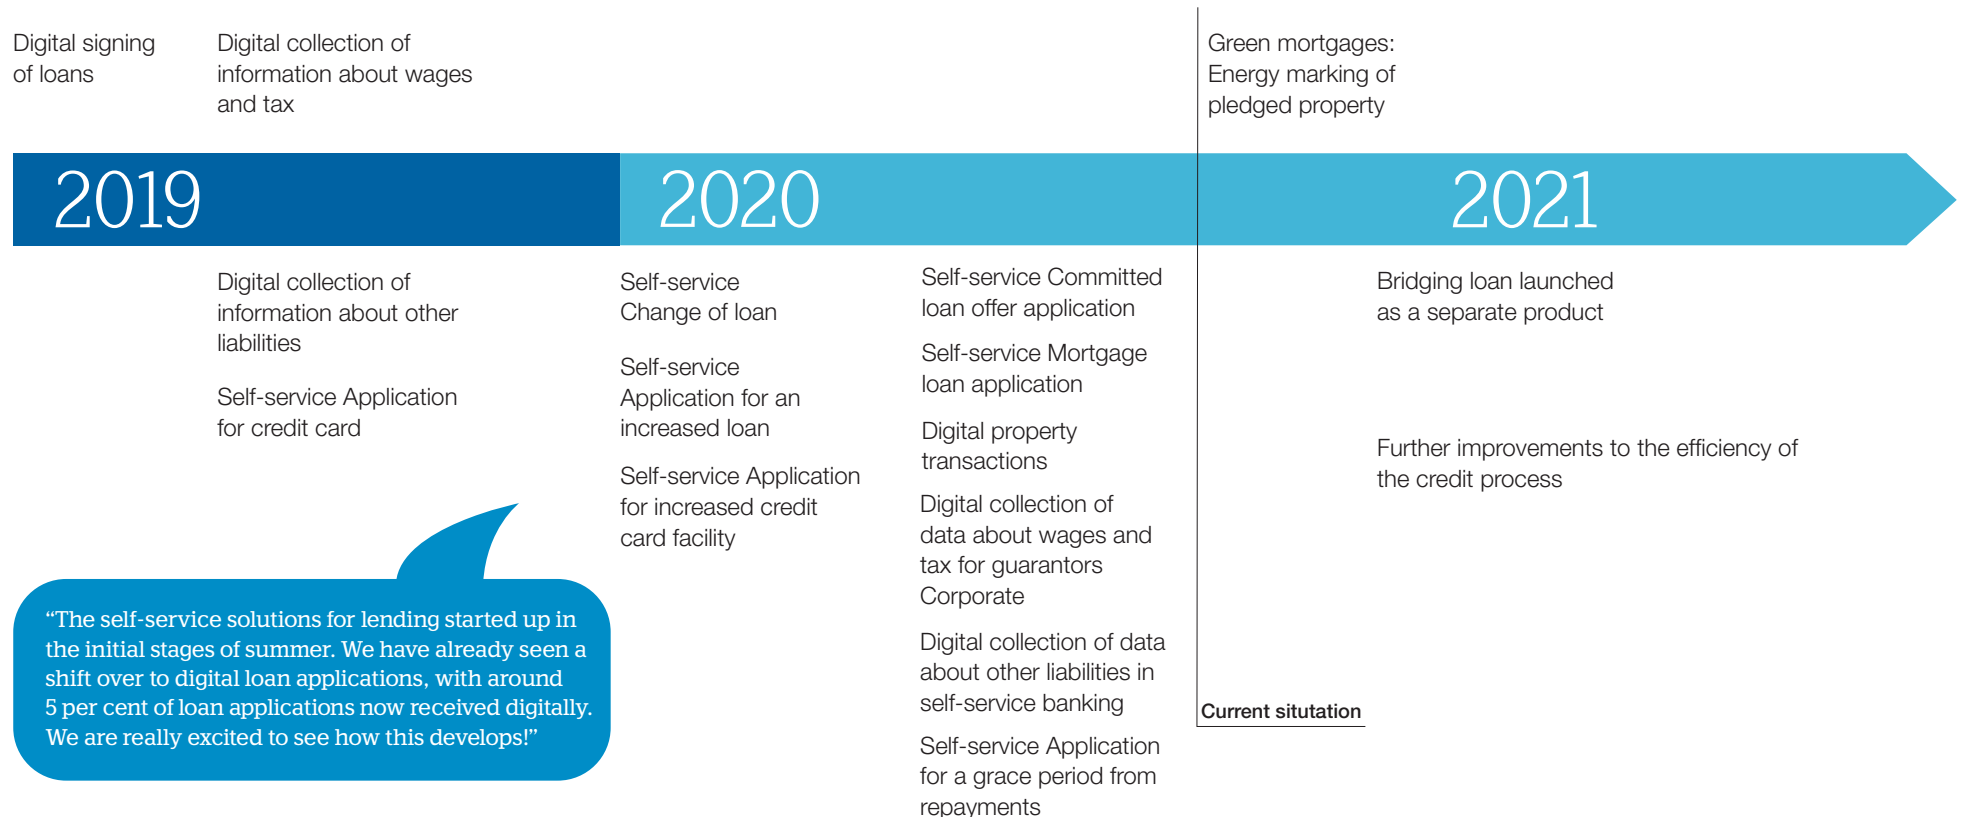 Digital signing
of loans
Digital collection of
information about wages
and tax
Green mortgages:
Energy marking of
pledged property
2019
2020
2021
Digital collection of
information about other
liabilities
Self-service Application
for credit card
Self-service
Change of loan
Self-service
Application for an
increased loan
Self-service Application
for increased credit
card facility
Self-service Committed
loan offer application
Self-service Mortgage
loan application
Digital property
transactions
Digital collection of
data about wages and
tax for guarantors
Corporate
Digital collection of data
about other liabilities in
self-service banking
Self-service Application
for a grace period from
repayments
Bridging loan launched
as a separate product
Further improvements to the efficiency of
the credit process
Current situtation
“The self-service solutions for lending started up in
the initial stages of summer. We have already seen a
shift over to digital loan applications, with around
5 per cent of loan applications now received digitally.
We are really excited to see how this develops!”